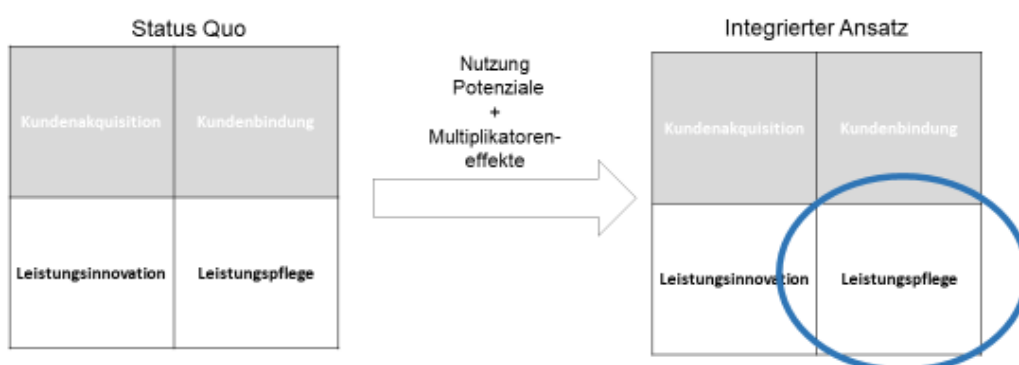 Status Quo
Kundenakquisition
Kundenbindung
Leistungsinnovation
Leistungspflege
Nutzung
Potenziale
+
Multiplikatoren-
effekte
Integrierter Ansatz
Kundenakquisition
Kundenbindung
Leistungsinnovation
Leistungspflege